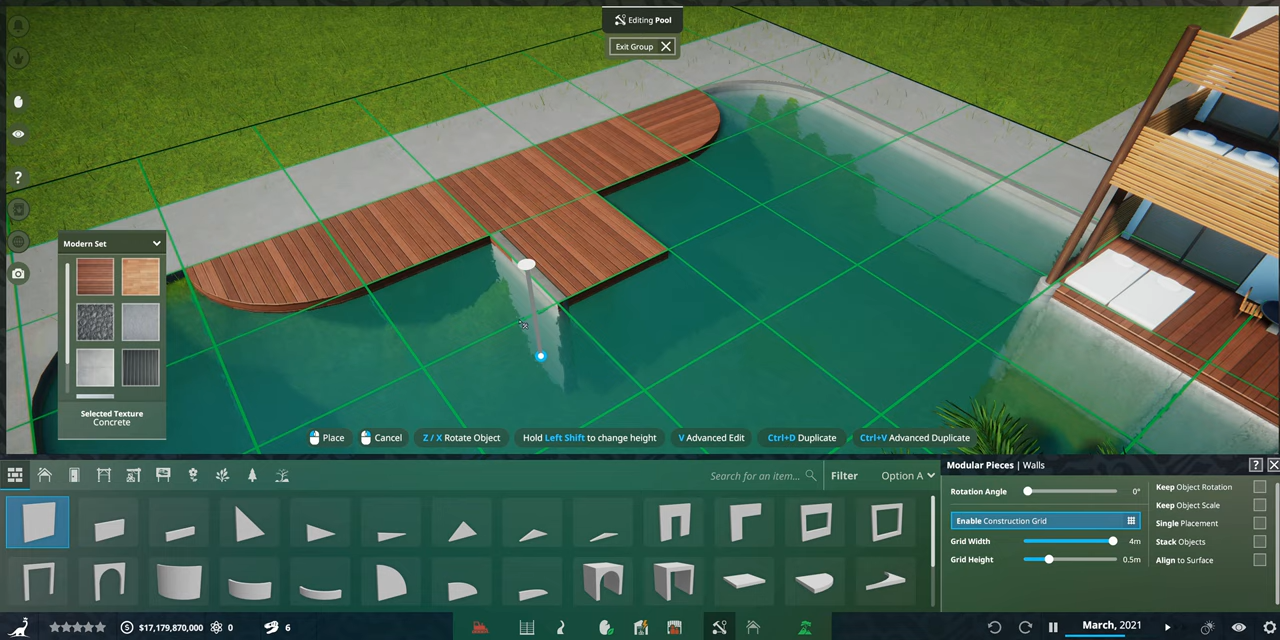 Editing Pool
Exit Group
Modern Set
Selected Texture
Concrete
Place
Cancel
Z / X Rotate Object
Hold Left Shift to change height
V Advanced Edit
Ctrl+D Duplicate
Ctrl+V Advanced Duplicate
Search for an item...
Filter
Option A
Modular Pieces | Walls
?
Rotation Angle
0°
Keep Object Rotation
Keep Object Scale
Enable Construction Grid
Single Placement
Grid Width
4m
Stack Objects
Grid Height
0.5m
Align to Surface
$17,179,870,000
0
6
March, 2021